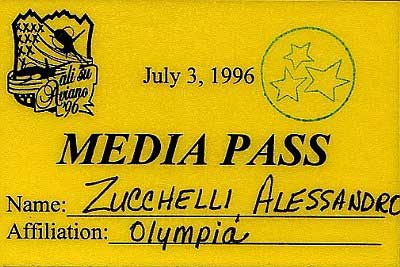 ali su
Aviano
'96
July 3, 1996
MEDIA PASS
Name: ZUCCHELLI, ALESSANDRO
Affiliation: Olympia